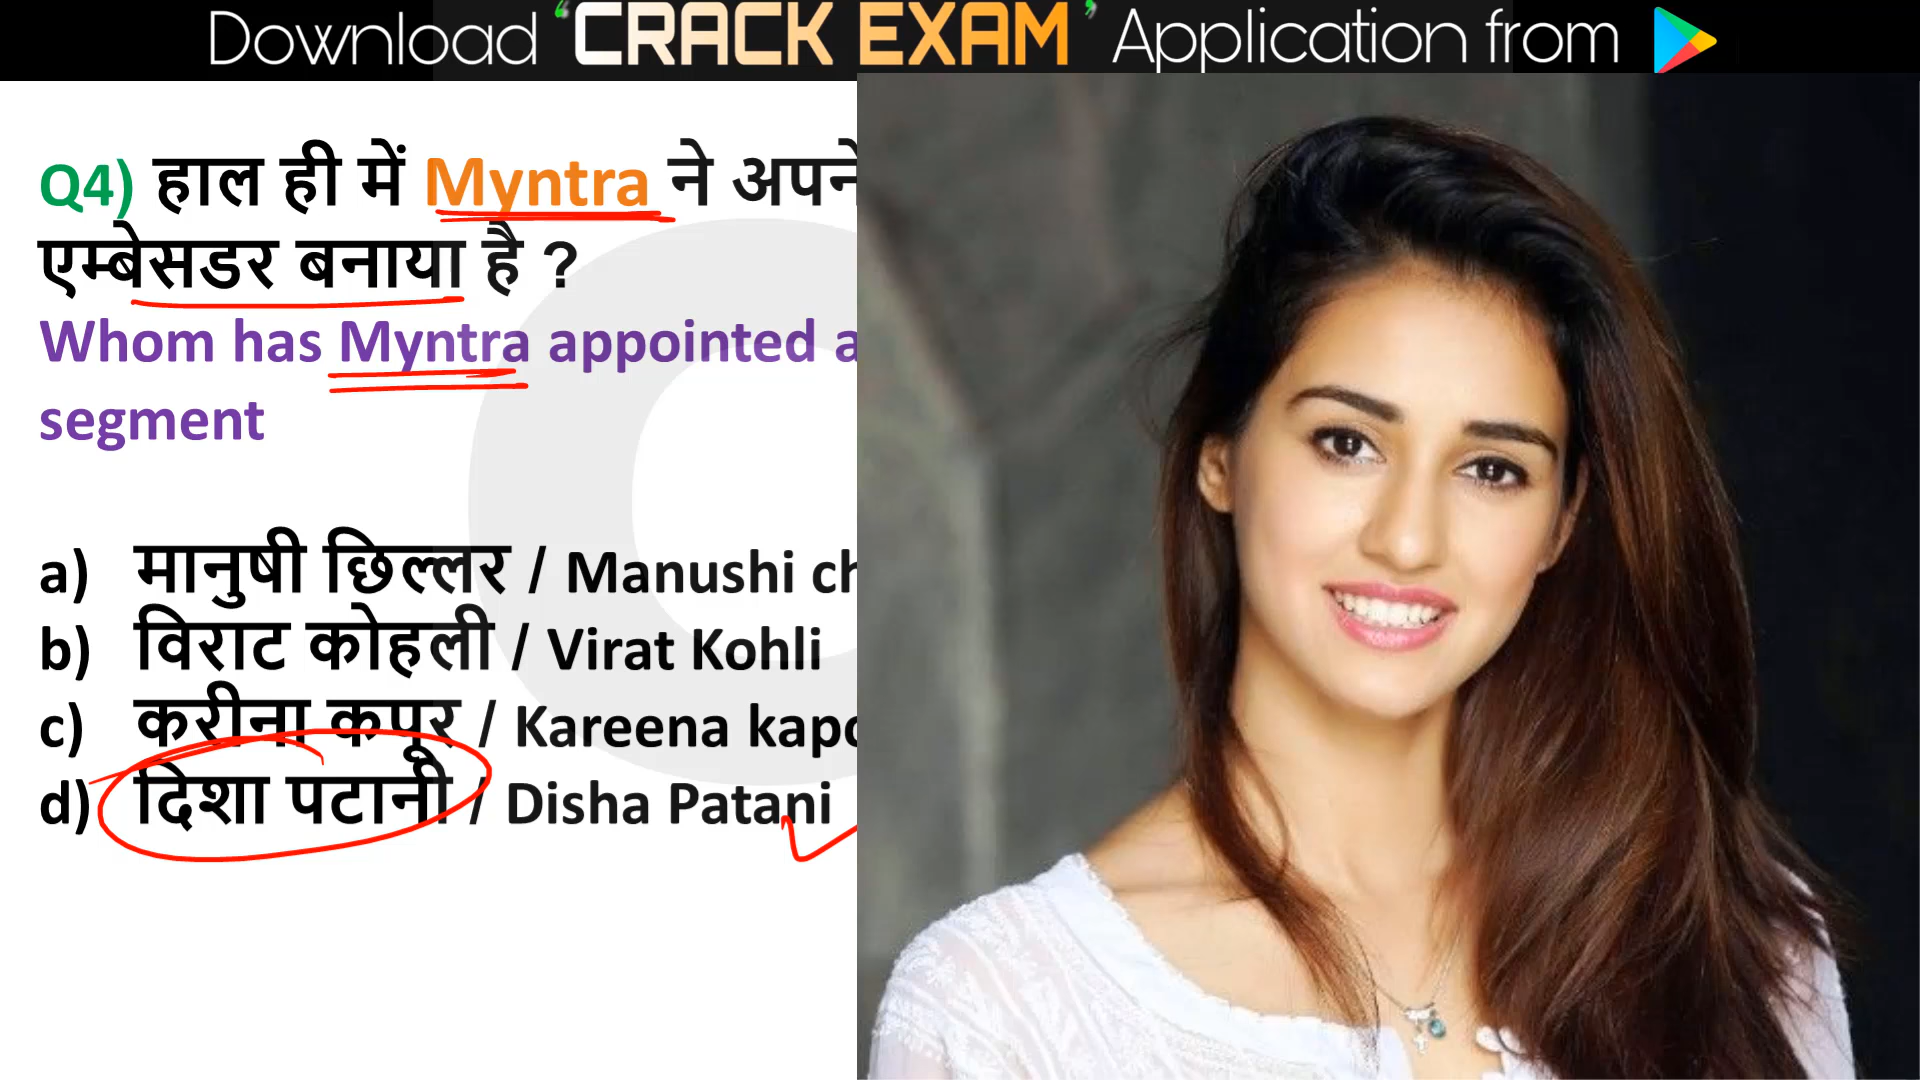 Download ‘CRACK EXAM’ Application from
Q4) हाल ही में Myntra ने अपने
एम्बेसडर बनाया है ?
Whom has Myntra appointed a
segment
a) मानुषी छिल्लर / Manushi ch
b) विराट कोहली / Virat Kohli
c) करीना कपूर / Kareena kapo
d) दिशा पटानी / Disha Patani